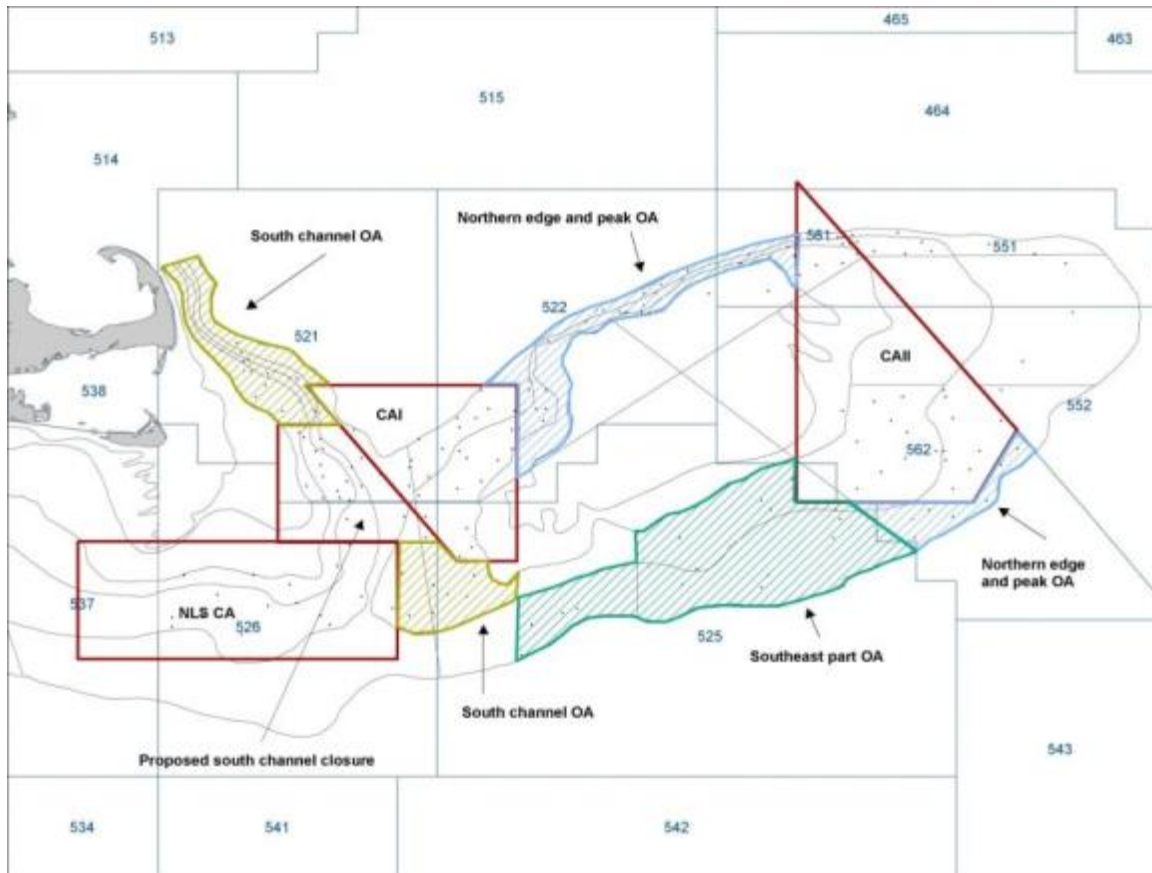 465
513
463
515
464
514
Northern edge and peak OA
South channel OA
561
551
522
521
CAII
538
CAI
552
562
Northern edge
and peak OA
537
NLS CA
526
525
Southeast part OA
South channel OA
543
Proposed south channel closure
534
541
542